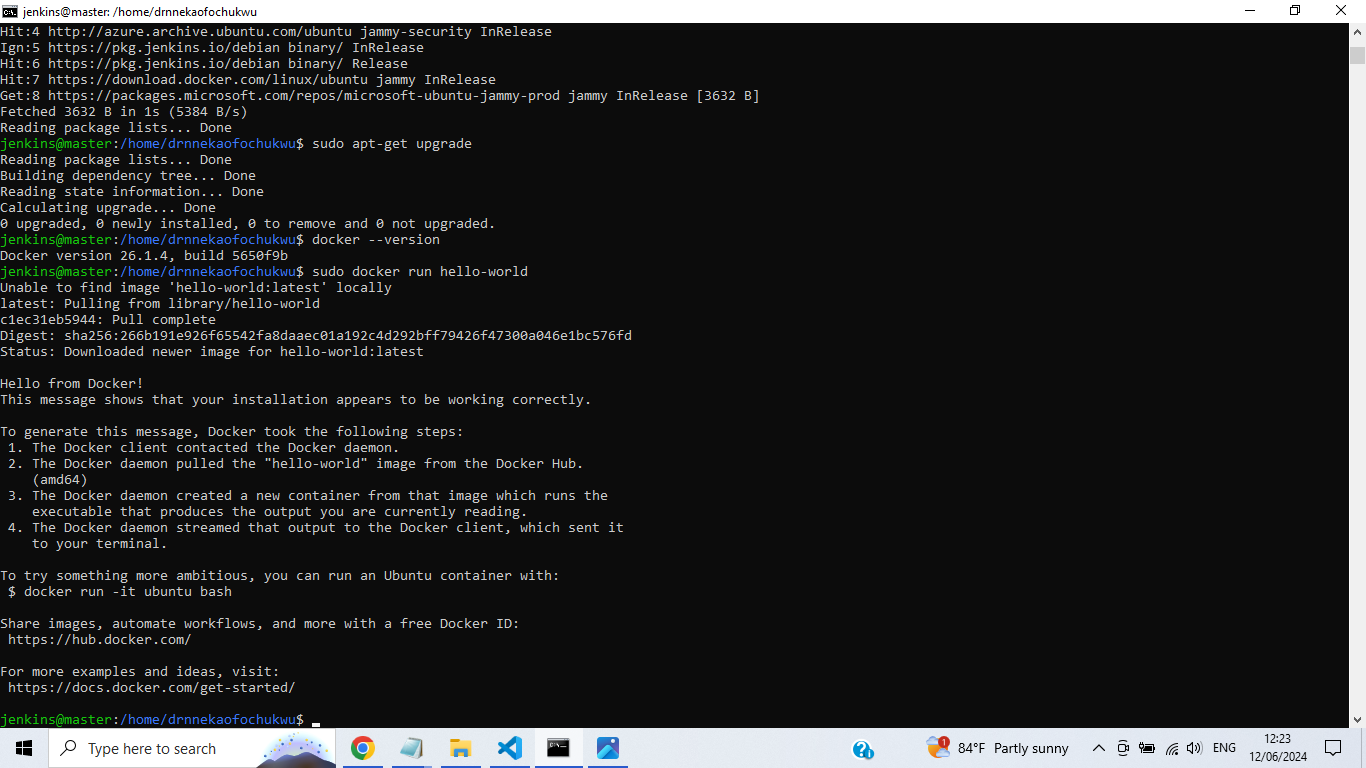 jenkins@master: /home/drnnekaofochukwu
Hit:4 http://azure.archive.ubuntu.com/ubuntu jammy-security InRelease
Ign:5 https://pkg.jenkins.io/debian binary/ InRelease
Hit:6 https://pkg.jenkins.io/debian binary/ Release
Hit:7 https://download.docker.com/linux/ubuntu jammy InRelease
Get:8 https://packages.microsoft.com/repos/microsoft-ubuntu-jammy-prod jammy InRelease [3632 B]
Fetched 3632 B in 1s (5384 B/s)
Reading package lists... Done
jenkins@master:/home/drnnekaofochukwu$ sudo apt-get upgrade
Reading package lists... Done
Building dependency tree... Done
Reading state information... Done
Calculating upgrade... Done
0 upgraded, 0 newly installed, 0 to remove and 0 not upgraded.
jenkins@master:/home/drnnekaofochukwu$ docker --version
Docker version 26.1.4, build 5650f9b
jenkins@master:/home/drnnekaofochukwu$ sudo docker run hello-world
Unable to find image 'hello-world:latest' locally
latest: Pulling from library/hello-world
c1ec31eb5944: Pull complete
Digest: sha256:266b191e926f65542fa8daaec01a192c4d292bff79426f47300a046e1bc576fd
Status: Downloaded newer image for hello-world:latest

Hello from Docker!
This message shows that your installation appears to be working correctly.

To generate this message, Docker took the following steps:
 1. The Docker client contacted the Docker daemon.
 2. The Docker daemon pulled the "hello-world" image from the Docker Hub.
    (amd64)
 3. The Docker daemon created a new container from that image which runs the
    executable that produces the output you are currently reading.
 4. The Docker daemon streamed that output to the Docker client, which sent it
    to your terminal.

To try something more ambitious, you can run an Ubuntu container with:
 $ docker run -it ubuntu bash

Share images, automate workflows, and more with a free Docker ID:
 https://hub.docker.com/

For more examples and ideas, visit:
 https://docs.docker.com/get-started/

jenkins@master:/home/drnnekaofochukwu$
Type here to search
1
84°F Partly sunny
ENG
12:23
12/06/2024